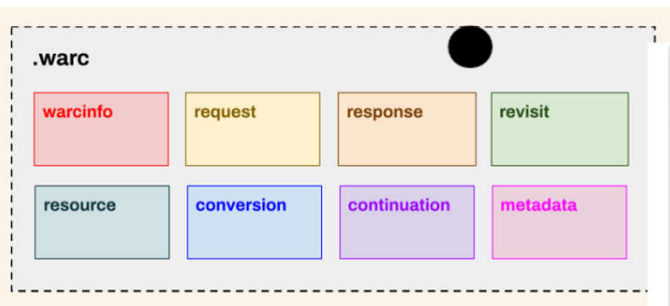 .warc
warcinfo
request
response
revisit
resource
conversion
continuation
metadata